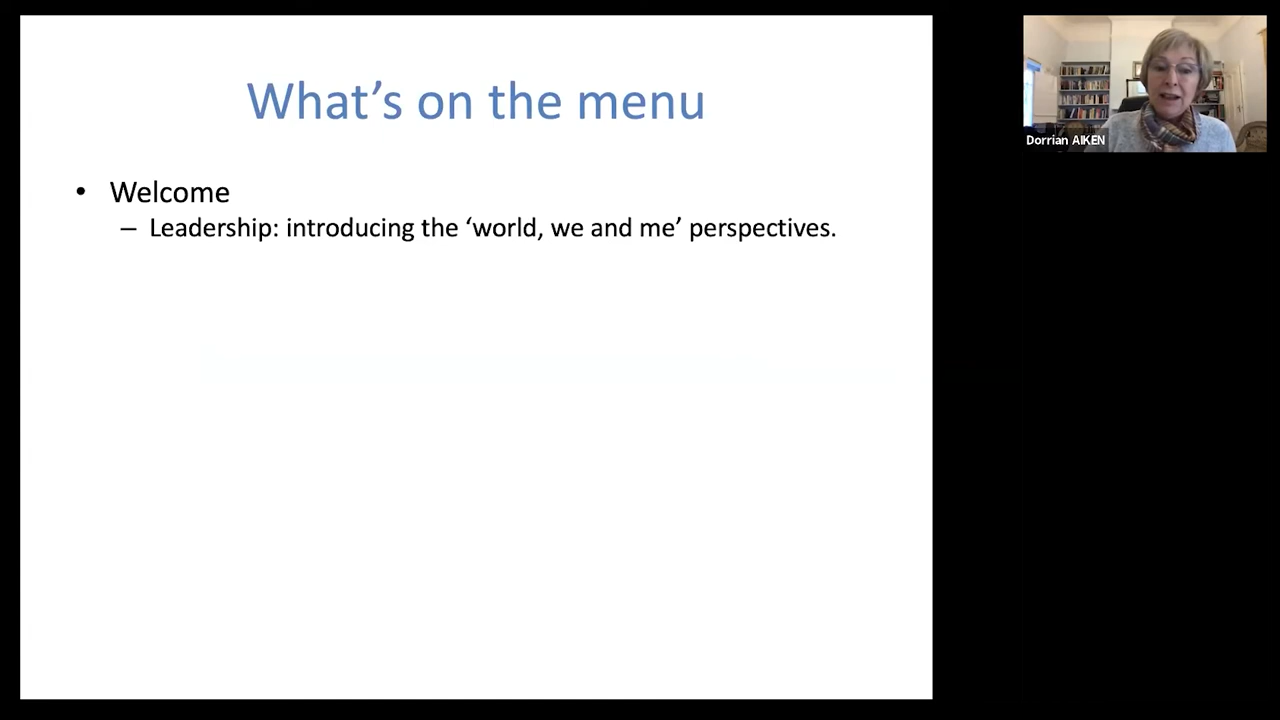 What’s on the menu
• Welcome
– Leadership: introducing the ‘world, we and me’ perspectives.
Dorrian AIKEN